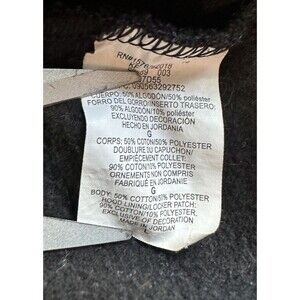 003
UPC: 093563292752
CUERPO: 50% ALGODÓN/50% poliéster
FORRO DEL GORRO/INSERTO TRASERO:
90% ALGODÓN/10% poliéster
EXCLUYENDO DECORACIÓN
HECHO EN JORDANIA
G
CORPS: 50% COTON/50% POLYESTER
DOUBLURE DU CAPUCHON/
EMPIÈCEMENT COLLET:
90% COTON/10% POLYESTER
ORNEMENTS NON COMPRIS
FABRIQUÉ EN JORDANIE
G
BODY: 50% COTTON/50% POLYESTER
HOOD LINING/LOCKER PATCH:
90% COTTON/10% POLYESTER,
EXCLUSIVE OF DECORATION
MADE IN JORDAN